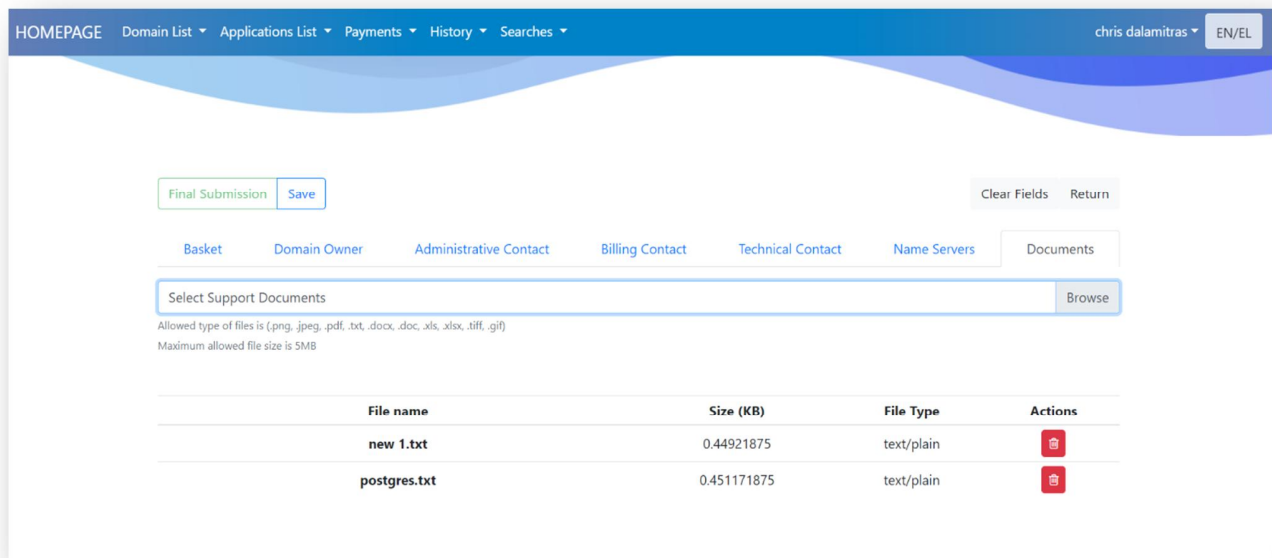 HOMEPAGE Domain List Applications List Payments History Searches chris dalamitras EN/EL
Final Submission Save Clear Fields Return
Basket Domain Owner Administrative Contact Billing Contact Technical Contact Name Servers Documents
Select Support Documents Browse
Allowed type of files is (.png, .jpeg, .pdf, .txt, .docx, .doc, .xls, .xlsx, .tiff, .gif)
Maximum allowed file size is 5MB
File name Size (KB) File Type Actions
new 1.txt 0.44921875 text/plain
postgres.txt 0.451171875 text/plain